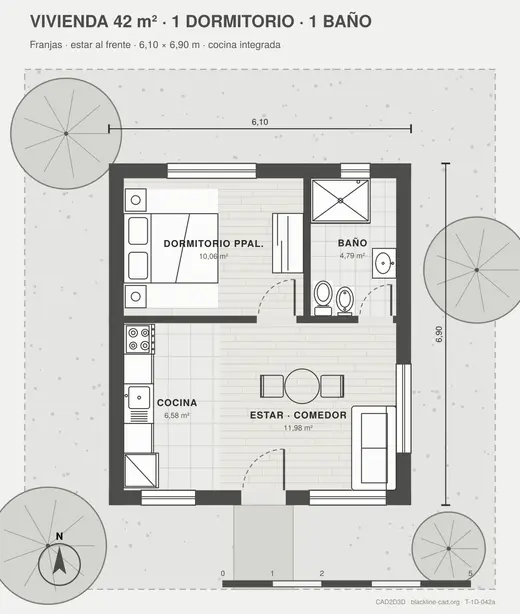 VIVIENDA 42 m² · 1 DORMITORIO · 1 BAÑO
Franjas · estar al frente · 6,10 × 6,90 m · cocina integrada
6,10
DORMITORIO PPAL.
10,06 m²
BAÑO
4,79 m²
6,90
COCINA
6,58 m²
ESTAR · COMEDOR
11,98 m²
N
0 1 2 5
CAD2D3D · blackline-cad.org · T-1D-042a